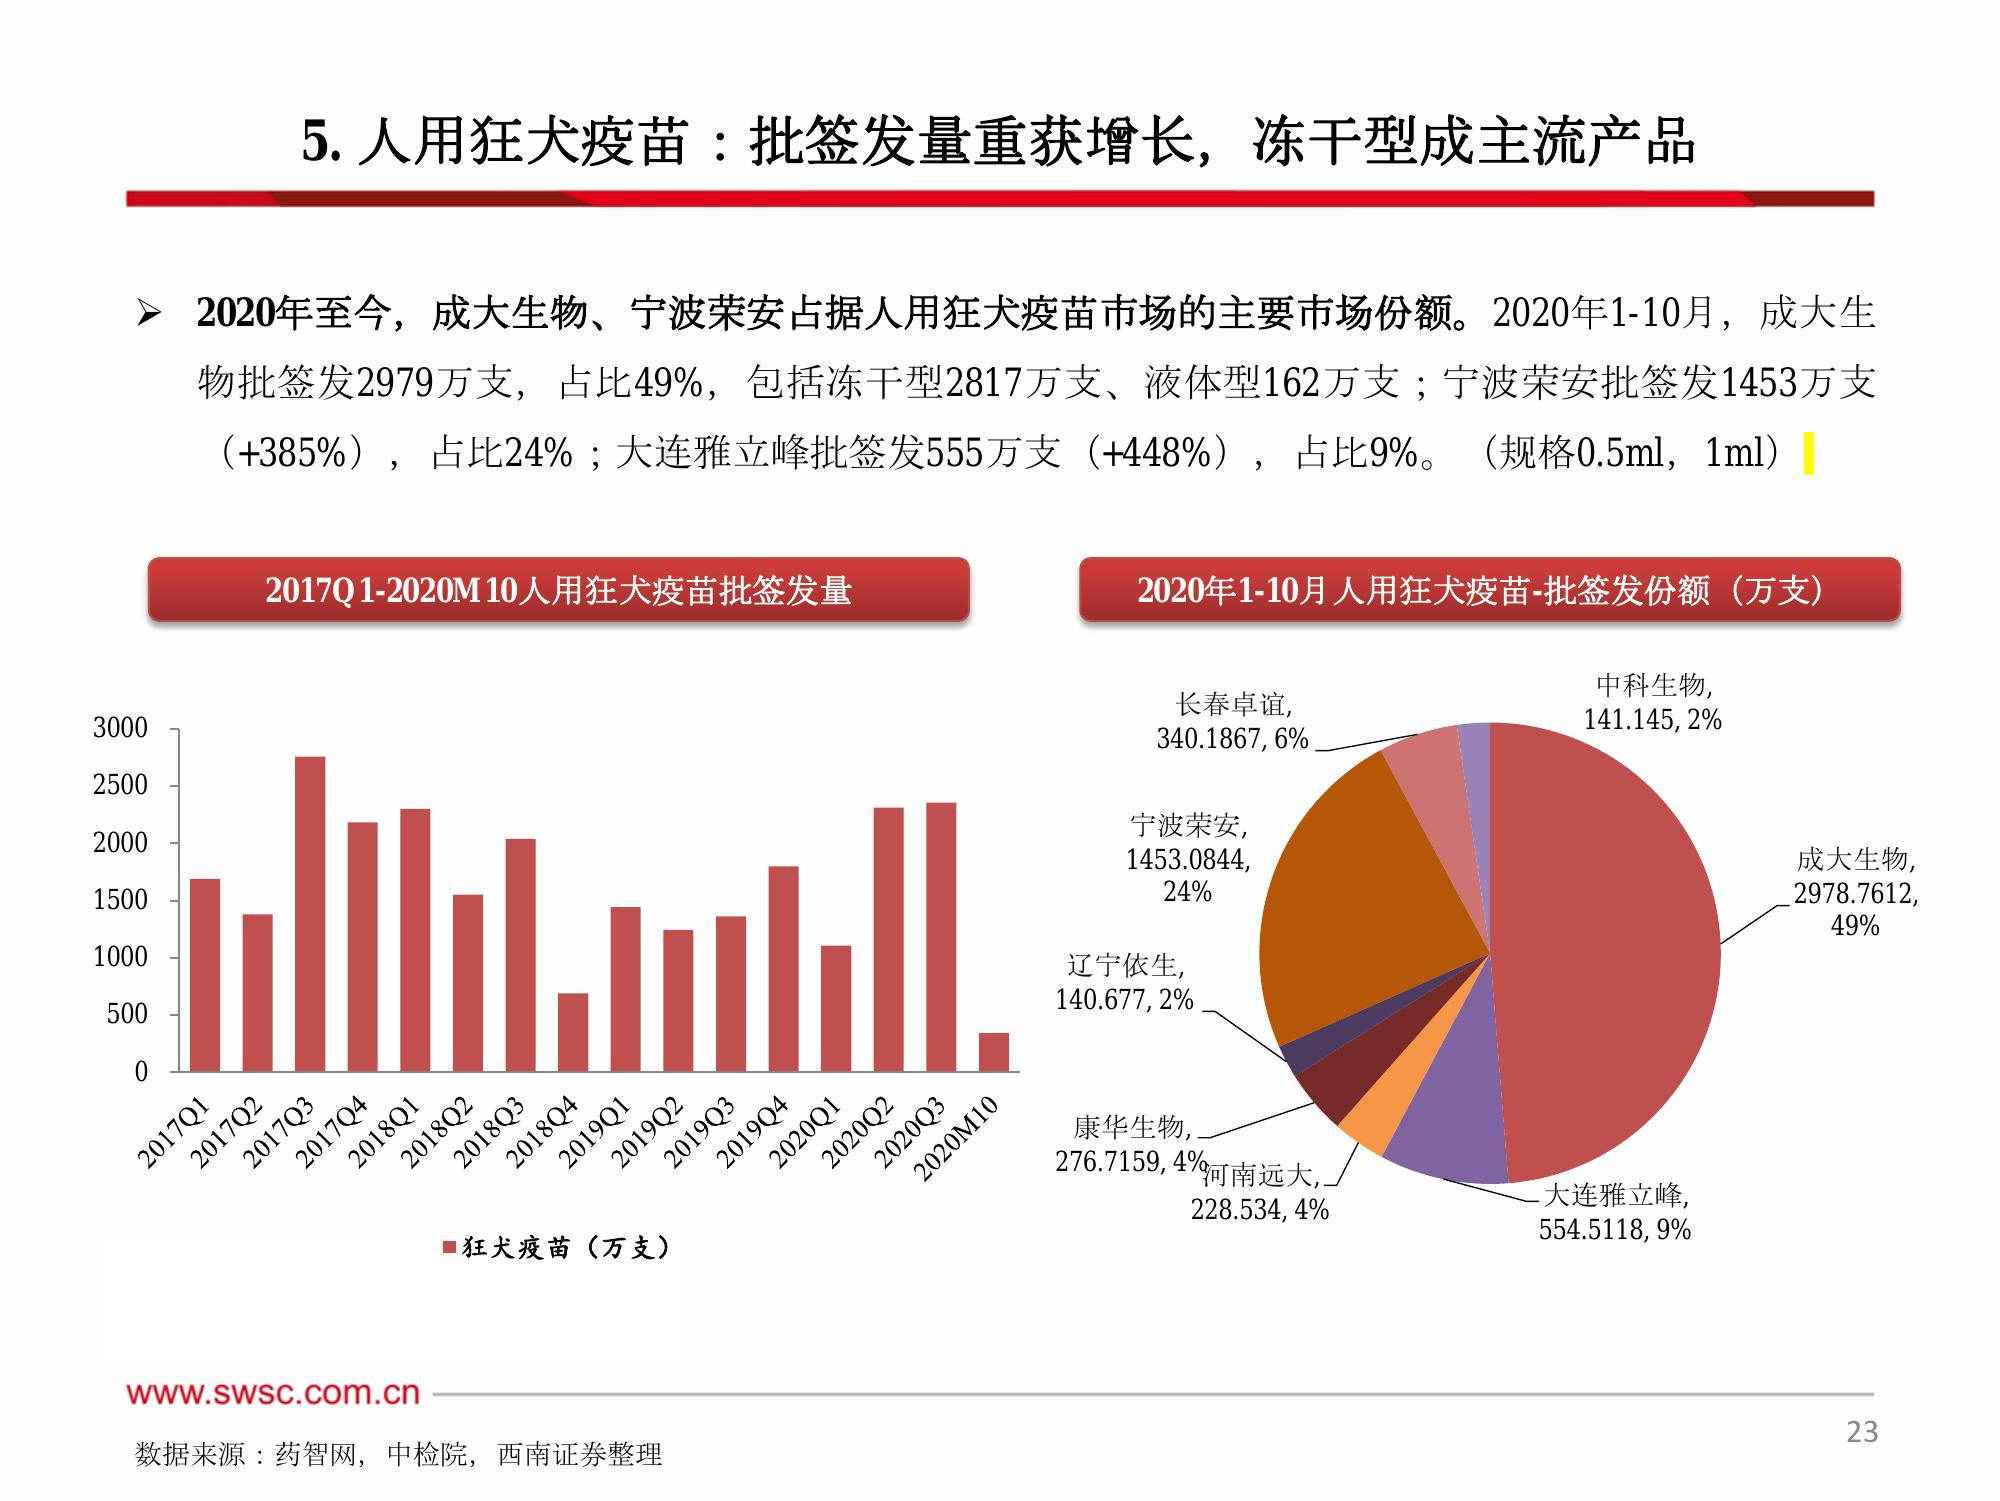 5. 人用狂犬疫苗：批签发量重获增长，冻干型成主流产品
➢ 2020年至今，成大生物、宁波荣安占据人用狂犬疫苗市场的主要市场份额。2020年1-10月，成大生
物批签发2979万支，占比49%，包括冻干型2817万支、液体型162万支；宁波荣安批签发1453万支
（+385%），占比24%；大连雅立峰批签发555万支（+448%），占比9%。（规格0.5ml，1ml）
2017Q1-2020M10人用狂犬疫苗批签发量
3000
2500
2000
1500
1000
500
0
2017Q1
2017Q2
2017Q3
2017Q4
2018Q1
2018Q2
2018Q3
2018Q4
2019Q1
2019Q2
2019Q3
2019Q4
2020Q1
2020Q2
2020Q3
2020M10
狂犬疫苗（万支）
2020年1-10月人用狂犬疫苗-批签发份额（万支）
中科生物,
141.145, 2%
长春卓谊,
340.1867, 6%
宁波荣安,
1453.0844,
24%
成大生物,
2978.7612,
49%
辽宁依生,
140.677, 2%
康华生物,
276.7159, 4%
河南远大,
228.534, 4%
大连雅立峰,
554.5118, 9%
www.swsc.com.cn
23
数据来源：药智网，中检院，西南证券整理